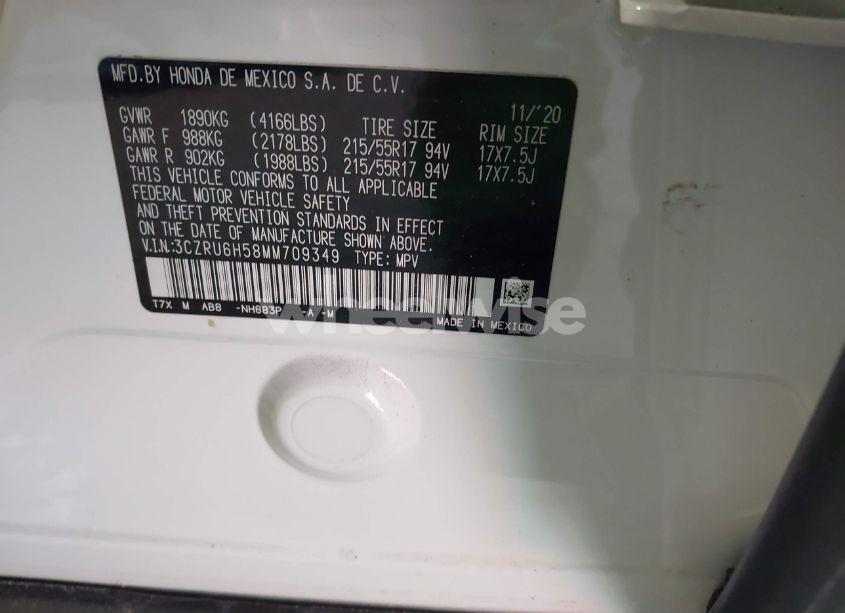 MFD.BY HONDA DE MEXICO S.A. DE C.V.
11/'20
GVWR 1890KG (4166LBS) TIRE SIZE RIM SIZE
GAWR F 988KG (2178LBS) 215/55R17 94V 17X7.5J
GAWR R 902KG (1988LBS) 215/55R17 94V 17X7.5J
THIS VEHICLE CONFORMS TO ALL APPLICABLE
FEDERAL MOTOR VEHICLE SAFETY
AND THEFT PREVENTION STANDARDS IN EFFECT
ON THE DATE OF MANUFACTURE SHOWN ABOVE.
V.I.N:3CZRU6H58MM709349 TYPE: MPV
T7X M AB8 -NH883P -A -M
wheelwise
MADE IN MEXICO